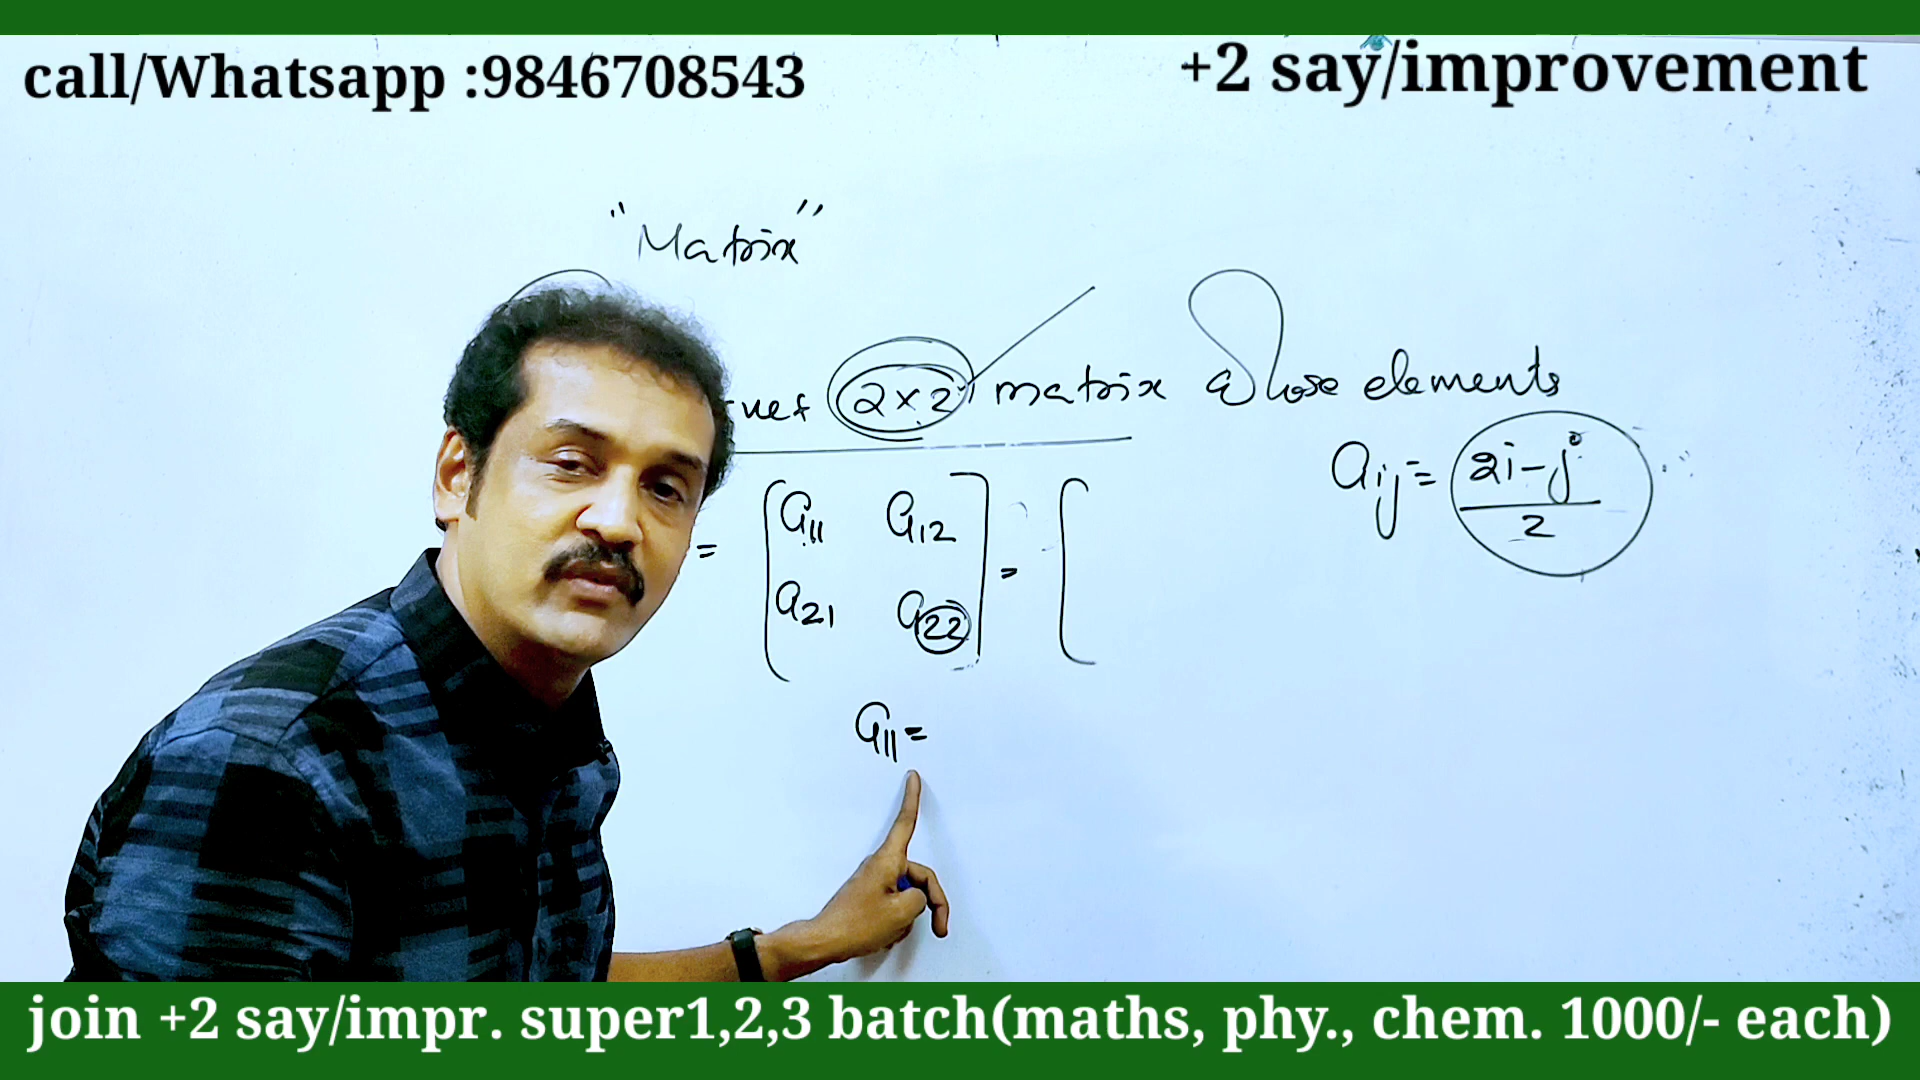 call/Whatsapp :9846708543
+2 say/improvement
"Matrix"
2×2 matrix whose elements
aij = 2i-j
2
= [ a11 a12 ] = [
a21 a22
a11 =
join +2 say/impr. super1,2,3 batch(maths, phy., chem. 1000/- each)